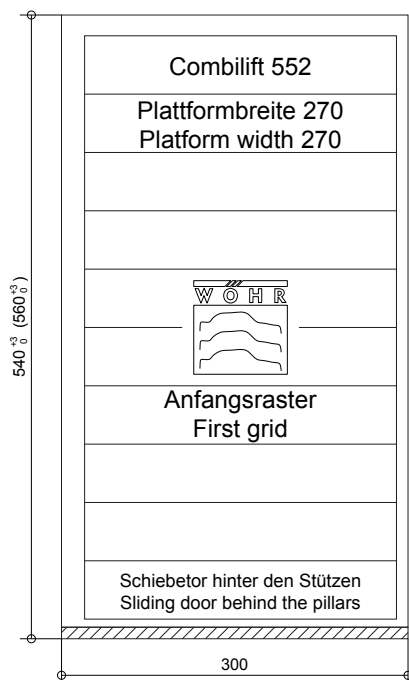 Combilift 552
Plattformbreite 270
Platform width 270
WÖHR
Anfangsraster
First grid
540 +3 0 (560 +3 0)
Schiebetor hinter den Stützen
Sliding door behind the pillars
300